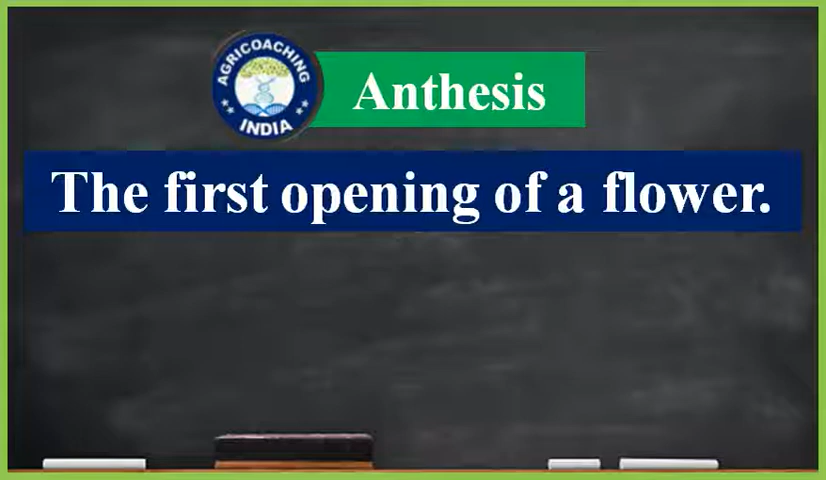 AGRICOACHING
INDIA
Anthesis
The first opening of a flower.